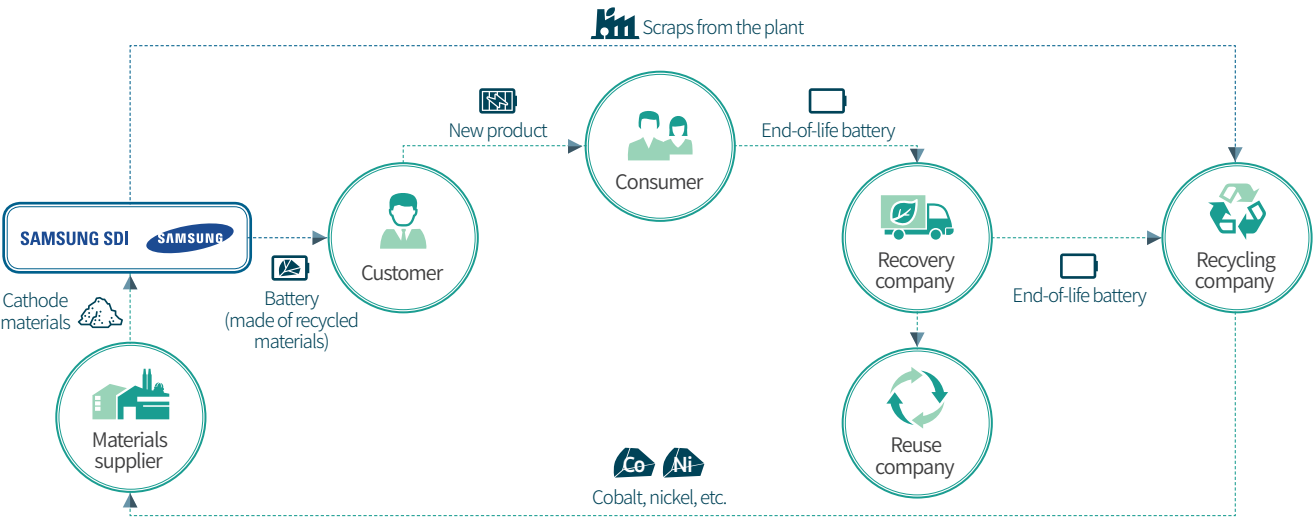 Scraps from the plant
New product
Consumer
End-of-life battery
SAMSUNG SDI
SAMSUNG
Customer
Recovery
company
Recycling
company
Cathode
materials
Battery
(made of recycled
materials)
End-of-life battery
Materials
supplier
Reuse
company
Co
Ni
Cobalt, nickel, etc.